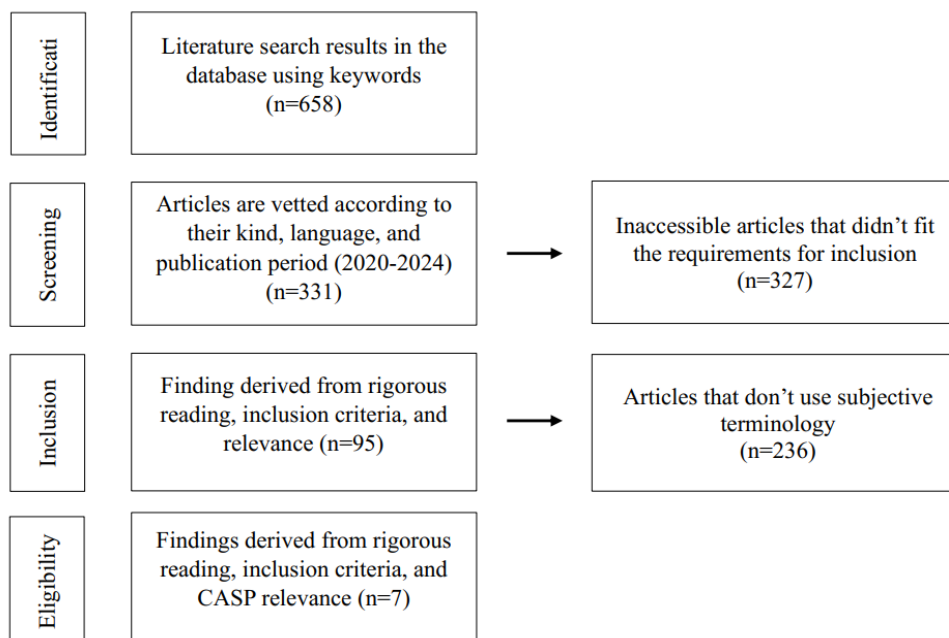 Identificati
Literature search results in the
database using keywords
(n=658)
Screening
Articles are vetted according to
their kind, language, and
publication period (2020-2024)
(n=331)
Inaccessible articles that didn’t fit
the requirements for inclusion
(n=327)
Inclusion
Finding derived from rigorous
reading, inclusion criteria, and
relevance (n=95)
Articles that don’t use subjective
terminology
(n=236)
Eligibility
Findings derived from rigorous
reading, inclusion criteria, and
CASP relevance (n=7)